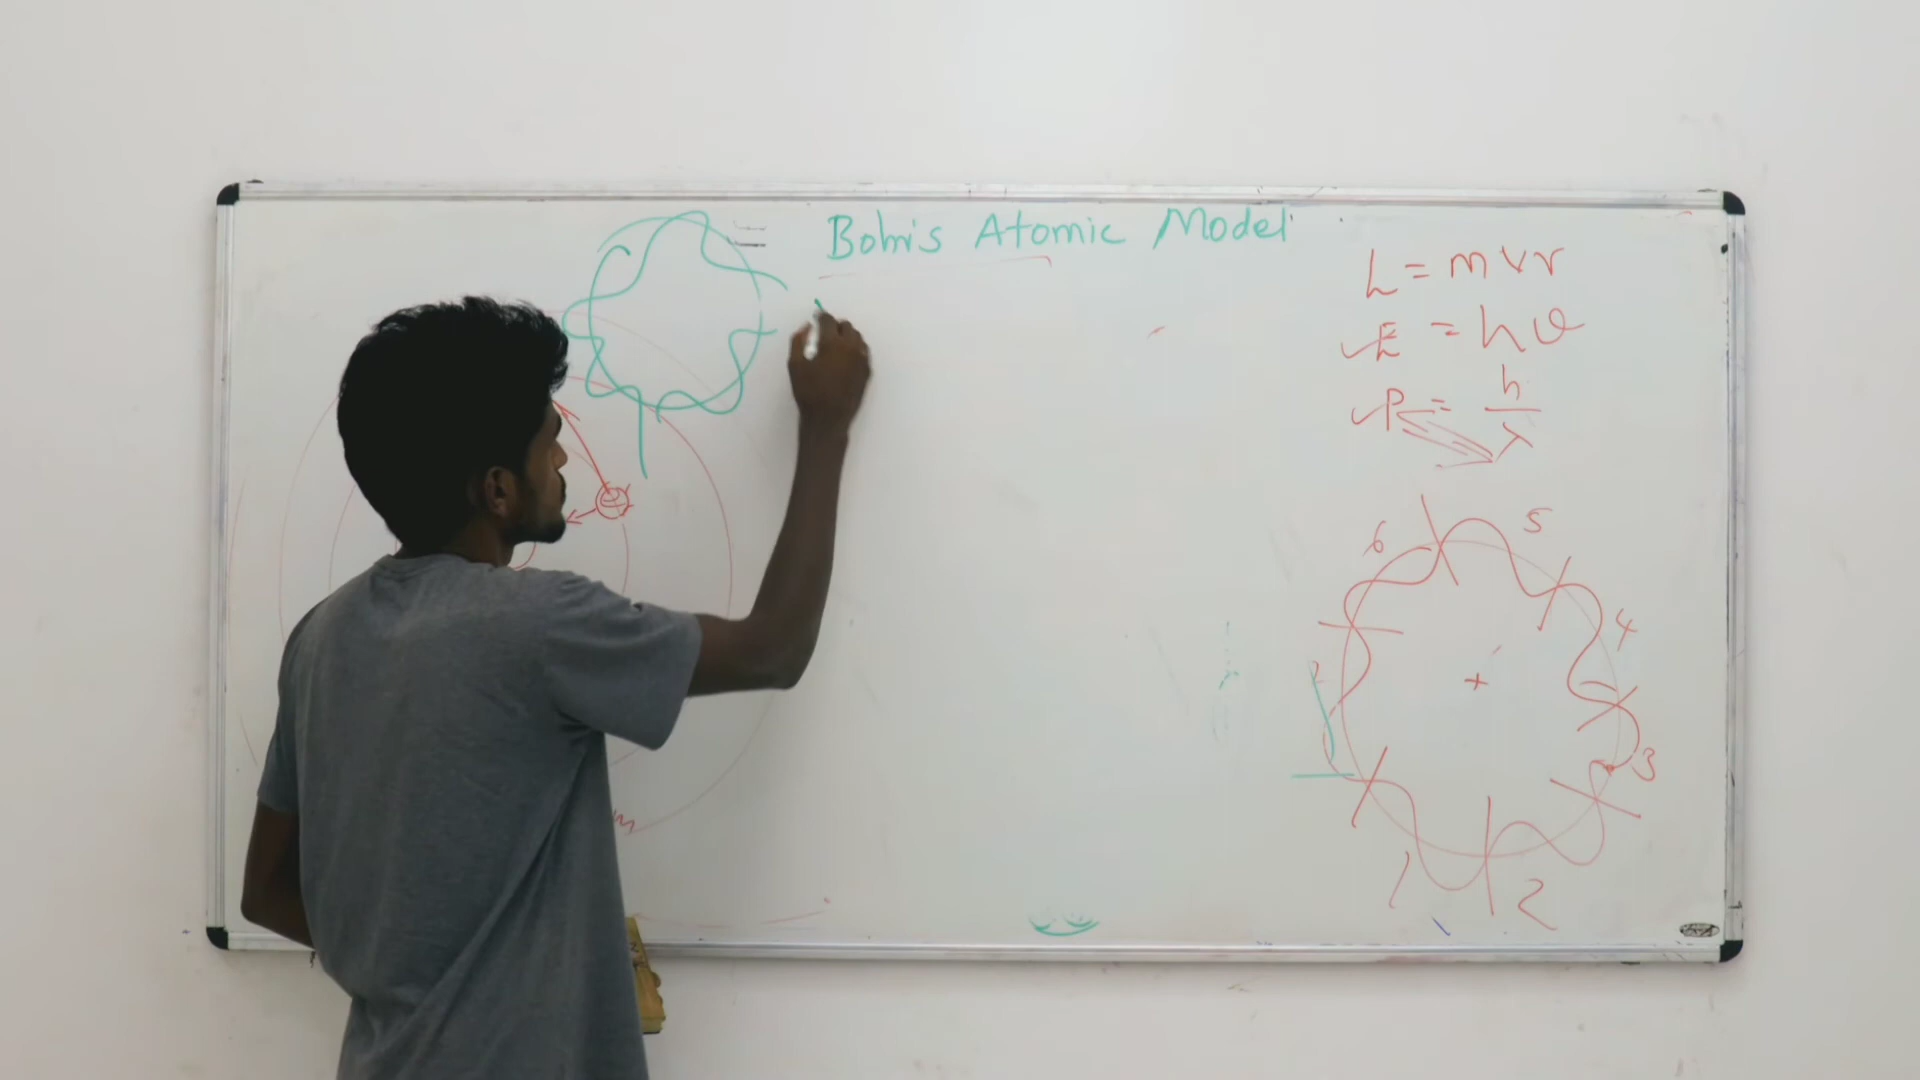 Bohr's Atomic Model
L = mvr
E = hν
P = h
λ
5
6
4
3
+
1
2